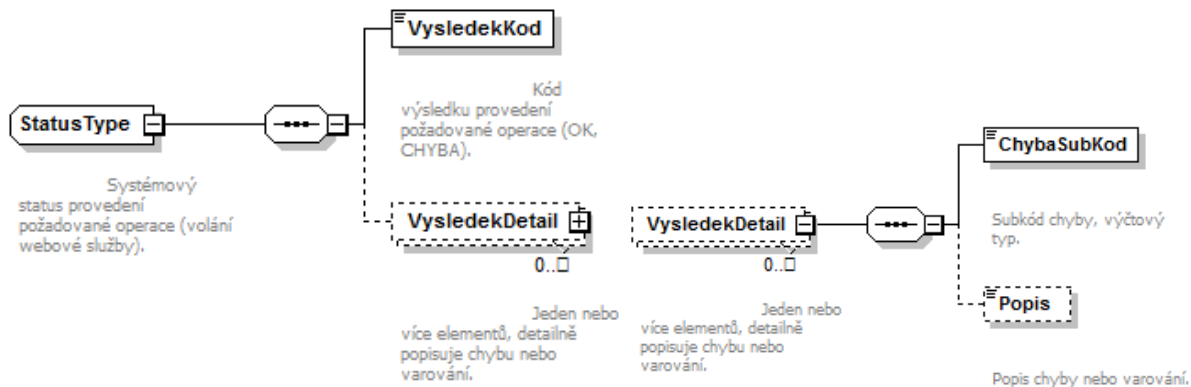 VysledekKod
Kód
výsledku provedení
požadované operace (OK,
CHYBA).
StatusType
Systémový
status provedení
požadované operace (volání
webové služby).
VysledekDetail
0..□
Jeden nebo
více elementů, detailně
popisuje chybu nebo
varování.
VysledekDetail
0..□
Jeden nebo
více elementů, detailně
popisuje chybu nebo
varování.
ChybaSubKod
Subkód chyby, výčtový
typ.
Popis
Popis chyby nebo varování.